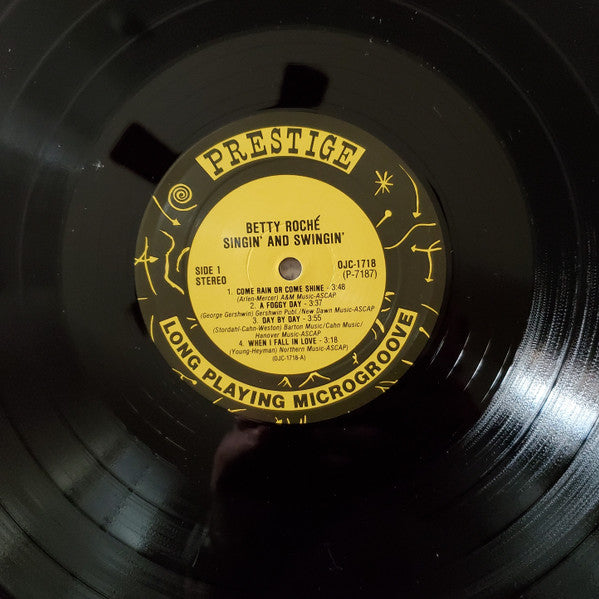 PRESTIGE
BETTY ROCHÉ
SINGIN' AND SWINGIN'
SIDE 1
STEREO
OJC-1718
(P-7187)
1. COME RAIN OR COME SHINE - 3:48
(Arlen-Mercer) A&M Music-ASCAP
2. A FOGGY DAY - 3:37
(George Gershwin) Gershwin Publ./New Dawn Music-ASCAP
3. DAY BY DAY - 3:55
(Stordahl-Cahn-Weston) Barton Music/Cahn Music/
Hanover Music-ASCAP
4. WHEN I FALL IN LOVE - 3:18
(Young-Heyman) Northern Music-ASCAP)
(OJC-1718-A)
LONG PLAYING MICROGROOVE